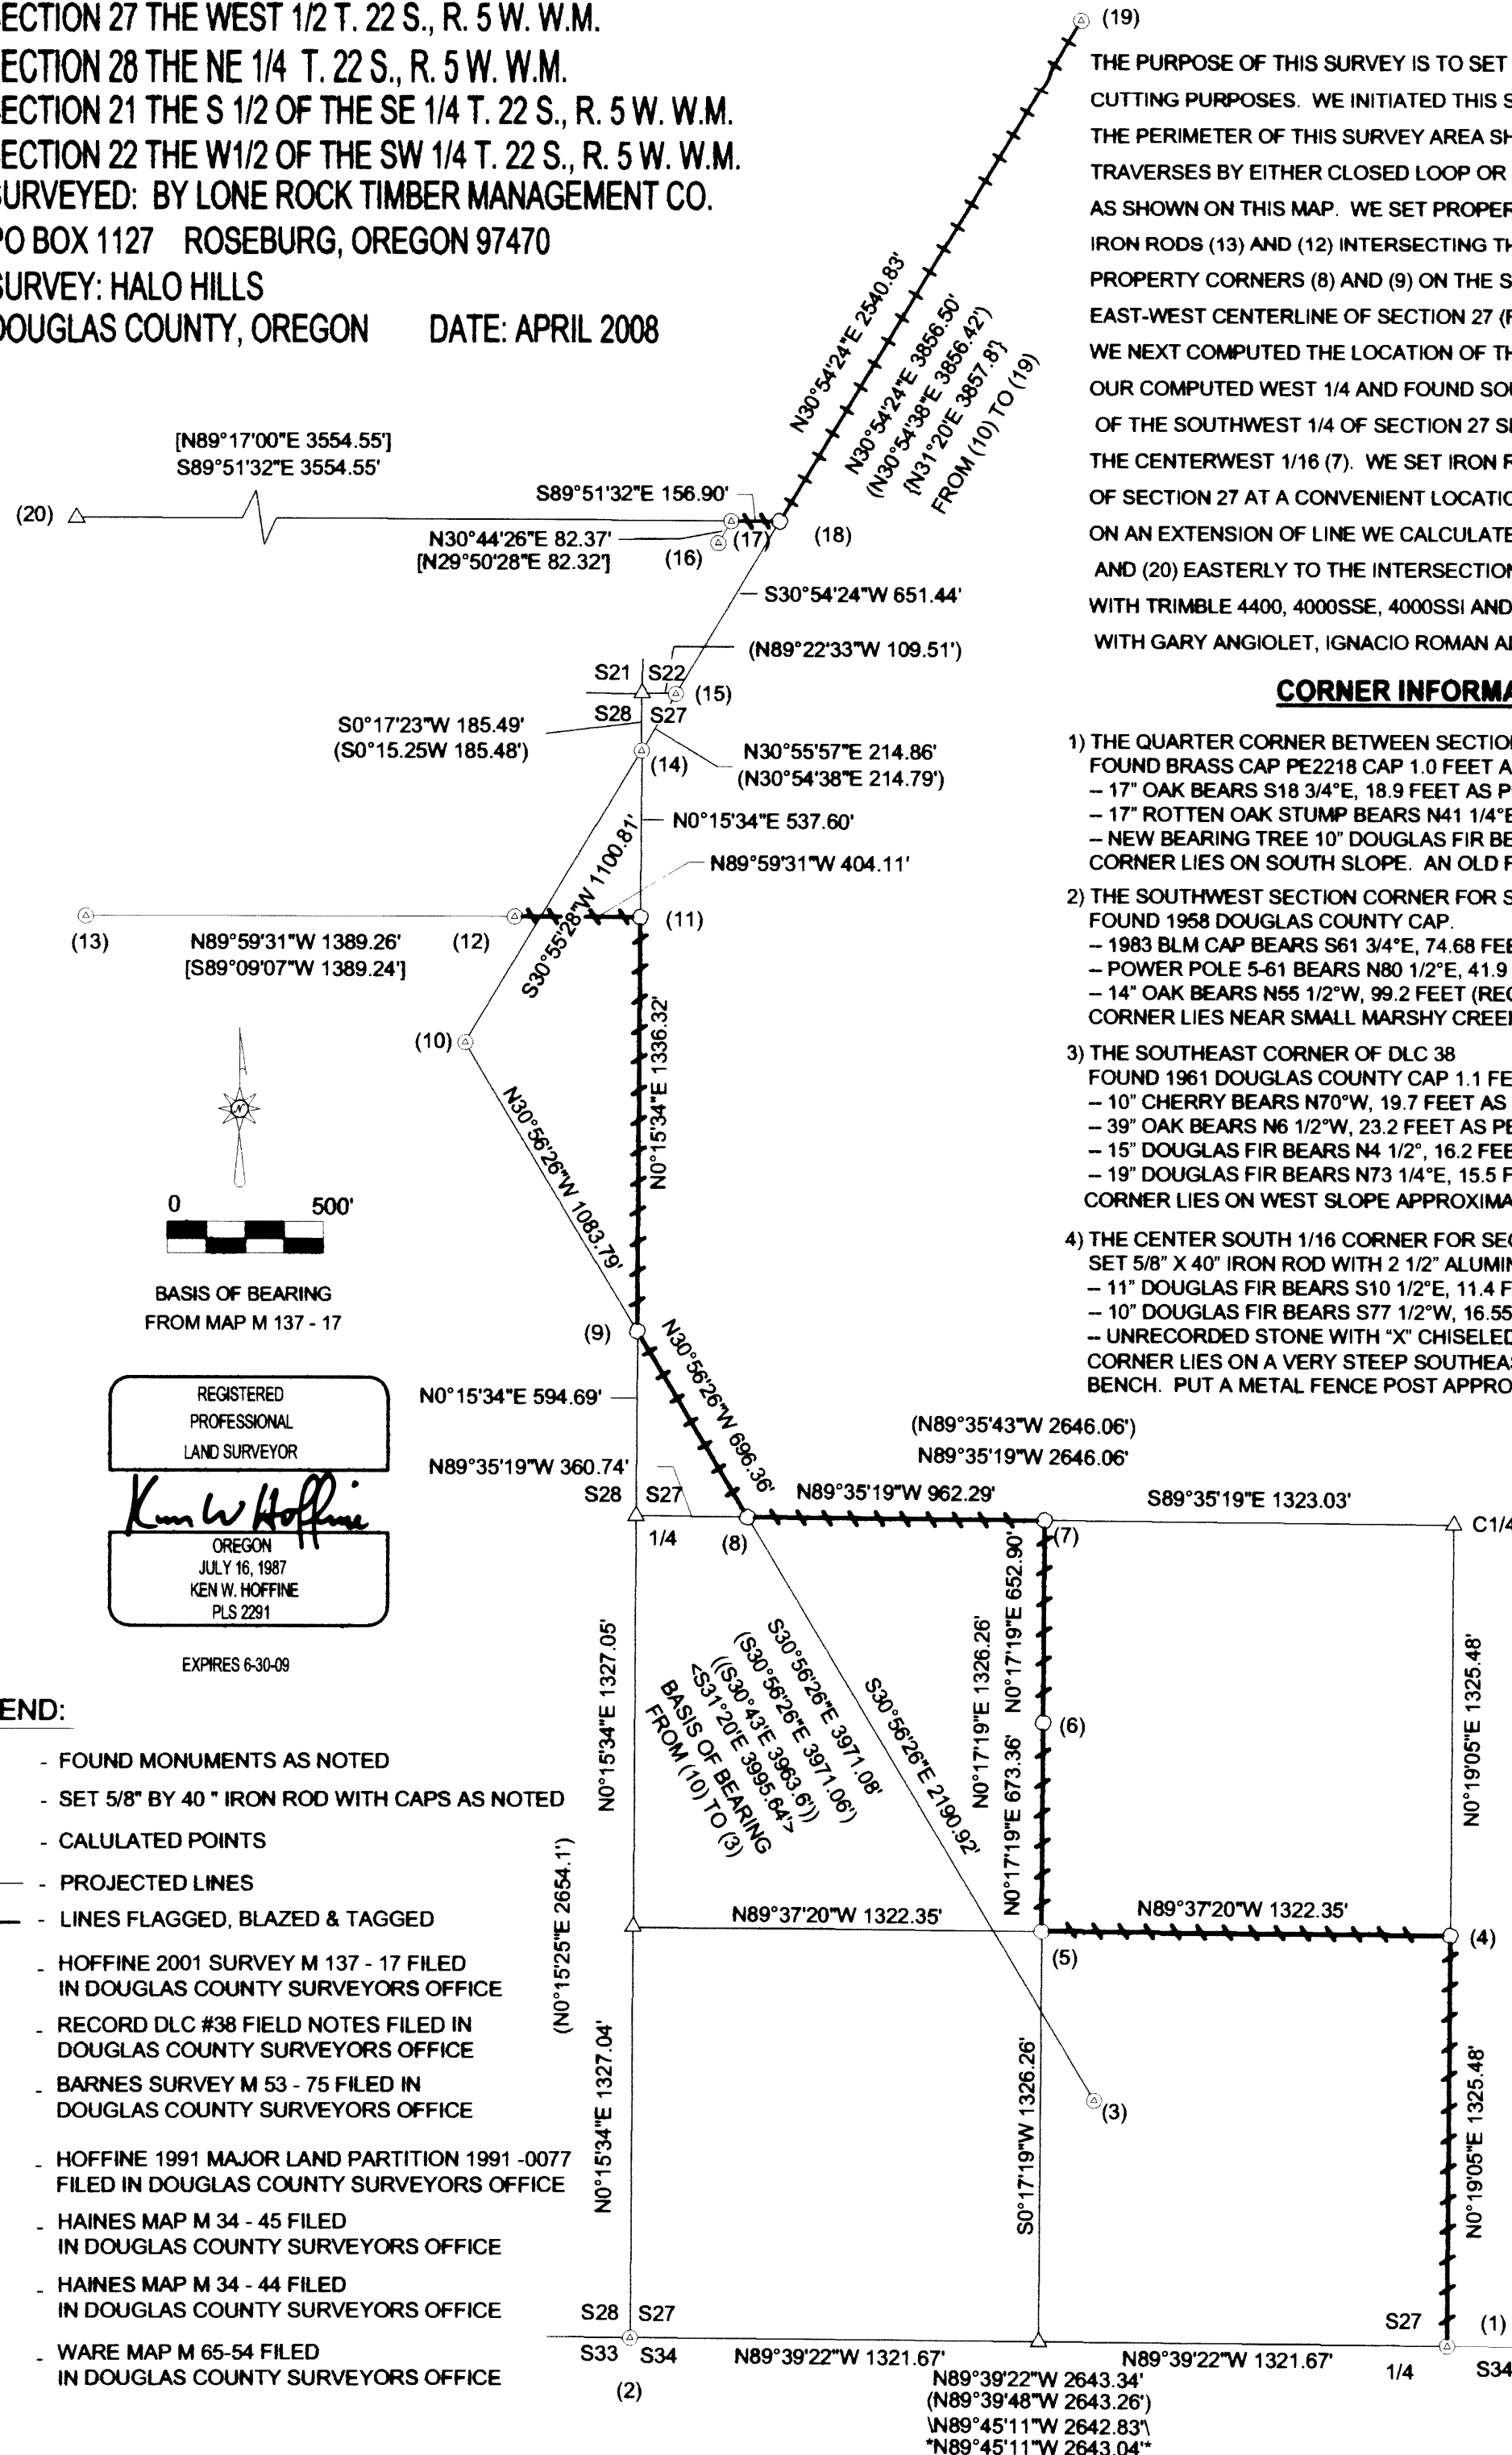 ECTION 27 THE WEST 1/2 T. 22 S., R. 5 W. W.M.
ECTION 28 THE NE 1/4 T. 22 S., R. 5 W. W.M.
ECTION 21 THE S 1/2 OF THE SE 1/4 T. 22 S., R. 5 W. W.M.
ECTION 22 THE W1/2 OF THE SW 1/4 T. 22 S., R. 5 W. W.M.
SURVEYED: BY LONE ROCK TIMBER MANAGEMENT CO.
PO BOX 1127 ROSEBURG, OREGON 97470
SURVEY: HALO HILLS
DOUGLAS COUNTY, OREGON DATE: APRIL 2008
(19)
THE PURPOSE OF THIS SURVEY IS TO SET
CUTTING PURPOSES. WE INITIATED THIS S
THE PERIMETER OF THIS SURVEY AREA SH
TRAVERSES BY EITHER CLOSED LOOP OR
AS SHOWN ON THIS MAP. WE SET PROPER
IRON RODS (13) AND (12) INTERSECTING TH
PROPERTY CORNERS (8) AND (9) ON THE S
EAST-WEST CENTERLINE OF SECTION 27 (F
WE NEXT COMPUTED THE LOCATION OF TH
OUR COMPUTED WEST 1/4 AND FOUND SOU
OF THE SOUTHWEST 1/4 OF SECTION 27 S
THE CENTERWEST 1/16 (7). WE SET IRON F
OF SECTION 27 AT A CONVENIENT LOCATIO
ON AN EXTENSION OF LINE WE CALCULATE
AND (20) EASTERLY TO THE INTERSECTION
WITH TRIMBLE 4400, 4000SSE, 4000SSI AND
WITH GARY ANGIOLET, IGNACIO ROMAN A
CORNER INFORMA
1) THE QUARTER CORNER BETWEEN SECTIO
FOUND BRASS CAP PE2218 CAP 1.0 FEET A
-- 17" OAK BEARS S18 3/4°E, 18.9 FEET AS P
-- 17" ROTTEN OAK STUMP BEARS N41 1/4°E
-- NEW BEARING TREE 10" DOUGLAS FIR BE
CORNER LIES ON SOUTH SLOPE. AN OLD F
2) THE SOUTHWEST SECTION CORNER FOR S
FOUND 1958 DOUGLAS COUNTY CAP.
-- 1983 BLM CAP BEARS S61 3/4°E, 74.68 FEE
-- POWER POLE 5-61 BEARS N80 1/2°E, 41.9
-- 14" OAK BEARS N55 1/2°W, 99.2 FEET (REC
CORNER LIES NEAR SMALL MARSHY CREEK
3) THE SOUTHEAST CORNER OF DLC 38
FOUND 1961 DOUGLAS COUNTY CAP 1.1 FE
-- 10" CHERRY BEARS N70°W, 19.7 FEET AS
-- 39" OAK BEARS N6 1/2°W, 23.2 FEET AS PE
-- 15" DOUGLAS FIR BEARS N4 1/2°, 16.2 FEE
-- 19" DOUGLAS FIR BEARS N73 1/4°E, 15.5 F
CORNER LIES ON WEST SLOPE APPROXIMA
4) THE CENTER SOUTH 1/16 CORNER FOR SEC
SET 5/8" X 40" IRON ROD WITH 2 1/2" ALUMIN
-- 11" DOUGLAS FIR BEARS S10 1/2°E, 11.4 F
-- 10" DOUGLAS FIR BEARS S77 1/2°W, 16.55
-- UNRECORDED STONE WITH "X" CHISELED
CORNER LIES ON A VERY STEEP SOUTHEAS
BENCH. PUT A METAL FENCE POST APPRO
N30°54'24"E 2540.83'
N30°54'24"E 3856.50'
(N30°54'38"E 3856.42')
{N31°20'E 3857.8'}
FROM (10) TO (19)
[N89°17'00"E 3554.55']
S89°51'32"E 3554.55'
S89°51'32"E 156.90'
(20)
N30°44'26"E 82.37'
[N29°50'28"E 82.32']
(16)
(17)
(18)
S30°54'24"W 651.44'
(N89°22'33"W 109.51')
S21 S22
(15)
S28 S27
S0°17'23"W 185.49'
(S0°15.25W 185.48')
(14)
N30°55'57"E 214.86'
(N30°54'38"E 214.79')
N0°15'34"E 537.60'
S30°55'28"W 1100.81'
N89°59'31"W 404.11'
(13)
N89°59'31"W 1389.26'
[S89°09'07"W 1389.24']
(12)
(11)
(10)
N0°15'34"E 1336.32'
N30°56'26"W 1083.79'
N
0 500'
BASIS OF BEARING
FROM MAP M 137 - 17
(9)
N30°56'26"W 696.36'
REGISTERED
PROFESSIONAL
LAND SURVEYOR
Ken W Hoffine
OREGON
JULY 16, 1987
KEN W. HOFFINE
PLS 2291
EXPIRES 6-30-09
N0°15'34"E 594.69'
N89°35'19"W 360.74'
S28 S27
1/4
(8)
(N89°35'43"W 2646.06')
N89°35'19"W 2646.06'
N89°35'19"W 962.29'
S89°35'19"E 1323.03'
(7)
C1/4
N0°15'34"E 1327.05'
S30°56'26"E 3971.08'
(S30°56'26"E 3971.06')
((S30°43'E 3963.6'))
<S31°20'E 3995.64'>
BASIS OF BEARING
FROM (10) TO (3)
S30°56'26"E 2190.92'
N0°17'19"E 1326.26'
N0°17'19"E 652.90'
(6)
N0°17'19"E 673.36'
N0°19'05"E 1325.48'
(N0°15'25"E 2654.1')
N89°37'20"W 1322.35'
N89°37'20"W 1322.35'
(5)
(4)
(3)
N0°15'34"E 1327.04'
S0°17'19"W 1326.26'
N0°19'05"E 1325.48'
END:
- FOUND MONUMENTS AS NOTED
- SET 5/8" BY 40 " IRON ROD WITH CAPS AS NOTED
- CALULATED POINTS
- PROJECTED LINES
- LINES FLAGGED, BLAZED & TAGGED
- HOFFINE 2001 SURVEY M 137 - 17 FILED
IN DOUGLAS COUNTY SURVEYORS OFFICE
- RECORD DLC #38 FIELD NOTES FILED IN
DOUGLAS COUNTY SURVEYORS OFFICE
- BARNES SURVEY M 53 - 75 FILED IN
DOUGLAS COUNTY SURVEYORS OFFICE
- HOFFINE 1991 MAJOR LAND PARTITION 1991 -0077
FILED IN DOUGLAS COUNTY SURVEYORS OFFICE
- HAINES MAP M 34 - 45 FILED
IN DOUGLAS COUNTY SURVEYORS OFFICE
- HAINES MAP M 34 - 44 FILED
IN DOUGLAS COUNTY SURVEYORS OFFICE
- WARE MAP M 65-54 FILED
IN DOUGLAS COUNTY SURVEYORS OFFICE
S28 S27
S33 S34
(2)
N89°39'22"W 1321.67'
N89°39'22"W 1321.67'
S27
(1)
1/4
S34
N89°39'22"W 2643.34'
(N89°39'48"W 2643.26')
\N89°45'11"W 2642.83'\
*N89°45'11"W 2643.04'*